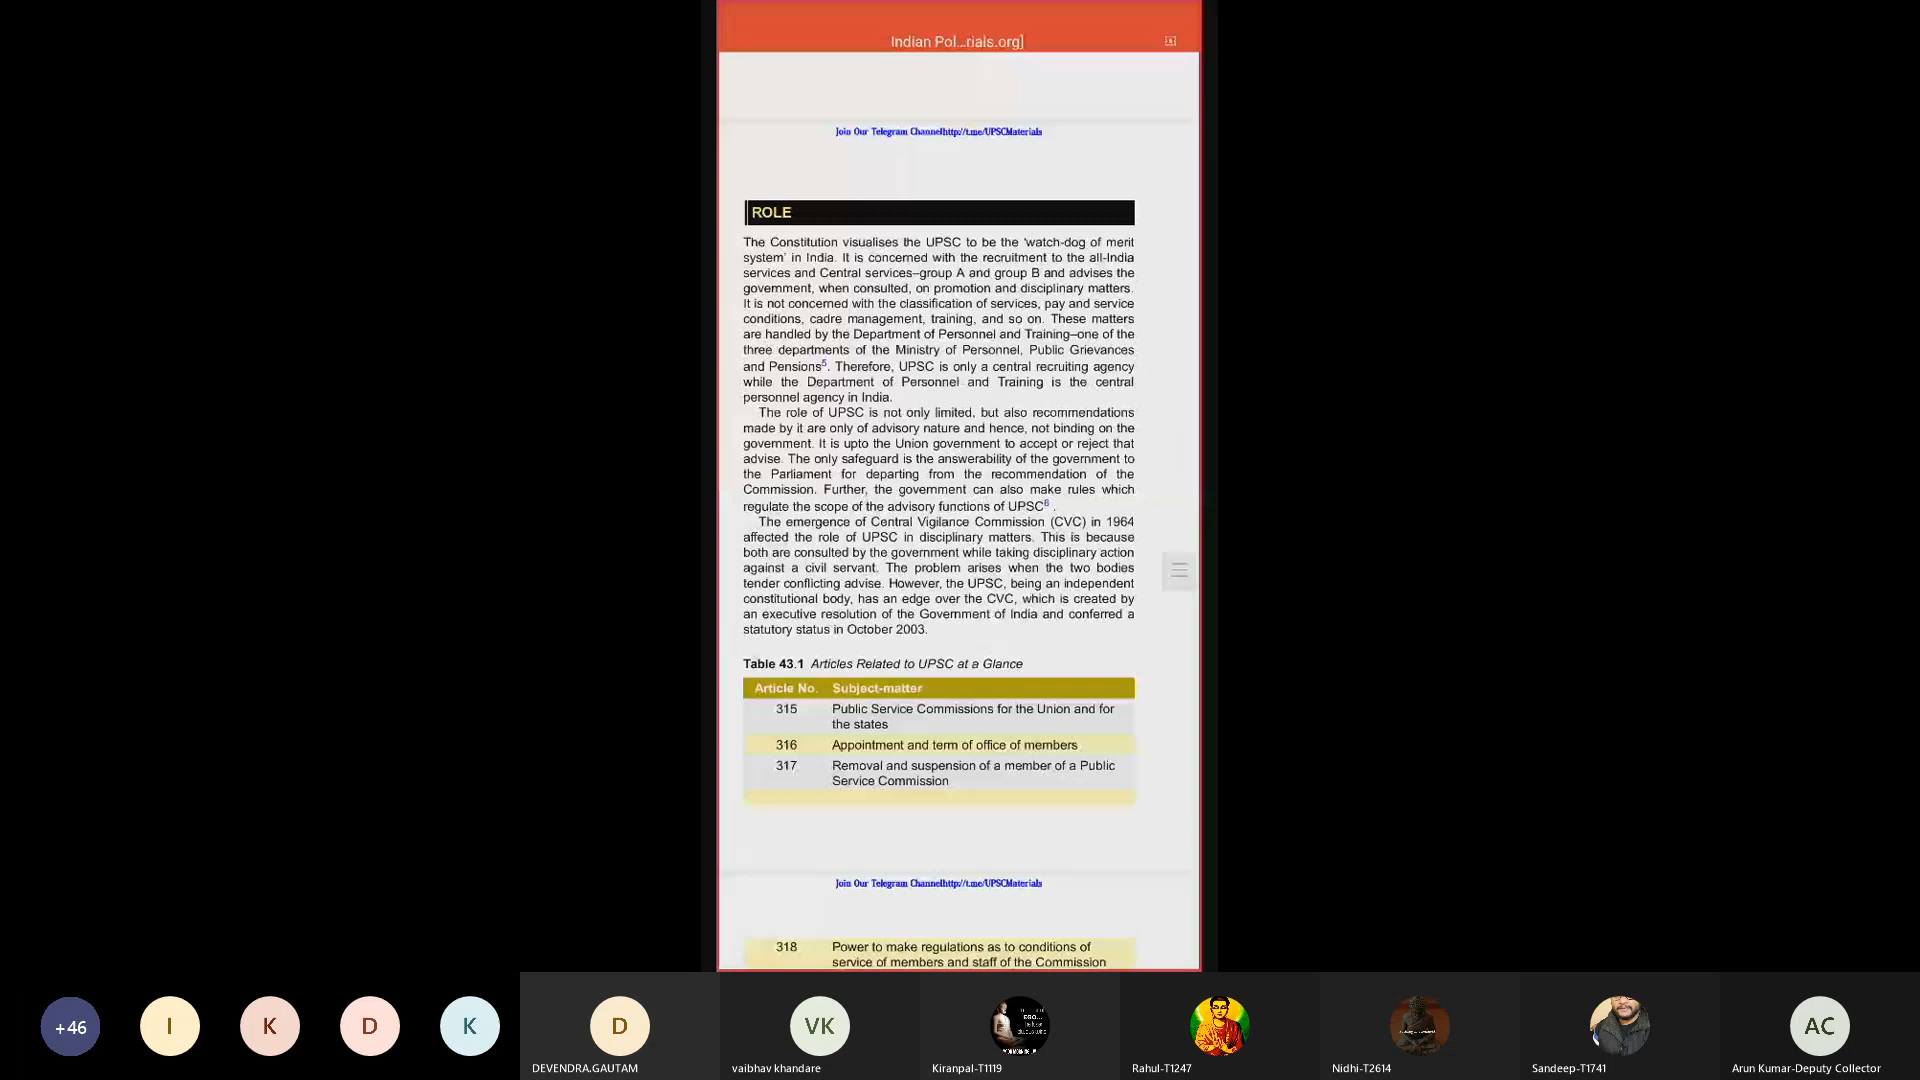 Indian Pol...rials.org]
Join Our Telegram Channelhttp://t.me/UPSCMaterials
ROLE
The Constitution visualises the UPSC to be the ‘watch-dog of merit
system’ in India. It is concerned with the recruitment to the all-India
services and Central services–group A and group B and advises the
government, when consulted, on promotion and disciplinary matters.
It is not concerned with the classification of services, pay and service
conditions, cadre management, training, and so on. These matters
are handled by the Department of Personnel and Training–one of the
three departments of the Ministry of Personnel, Public Grievances
and Pensions5. Therefore, UPSC is only a central recruiting agency
while the Department of Personnel and Training is the central
personnel agency in India.
The role of UPSC is not only limited, but also recommendations
made by it are only of advisory nature and hence, not binding on the
government. It is upto the Union government to accept or reject that
advise. The only safeguard is the answerability of the government to
the Parliament for departing from the recommendation of the
Commission. Further, the government can also make rules which
regulate the scope of the advisory functions of UPSC6 .
The emergence of Central Vigilance Commission (CVC) in 1964
affected the role of UPSC in disciplinary matters. This is because
both are consulted by the government while taking disciplinary action
against a civil servant. The problem arises when the two bodies
tender conflicting advise. However, the UPSC, being an independent
constitutional body, has an edge over the CVC, which is created by
an executive resolution of the Government of India and conferred a
statutory status in October 2003.
Table 43.1 Articles Related to UPSC at a Glance
Article No. Subject-matter
315 Public Service Commissions for the Union and for
the states
316 Appointment and term of office of members
317 Removal and suspension of a member of a Public
Service Commission
Join Our Telegram Channelhttp://t.me/UPSCMaterials
318 Power to make regulations as to conditions of
service of members and staff of the Commission
+46 I K D K D VK EGO... AC
DEVENDRA.GAUTAM vaibhav khandare Kiranpal-T1119 Rahul-T1247 Nidhi-T2614 Sandeep-T1741 Arun Kumar-Deputy Collector